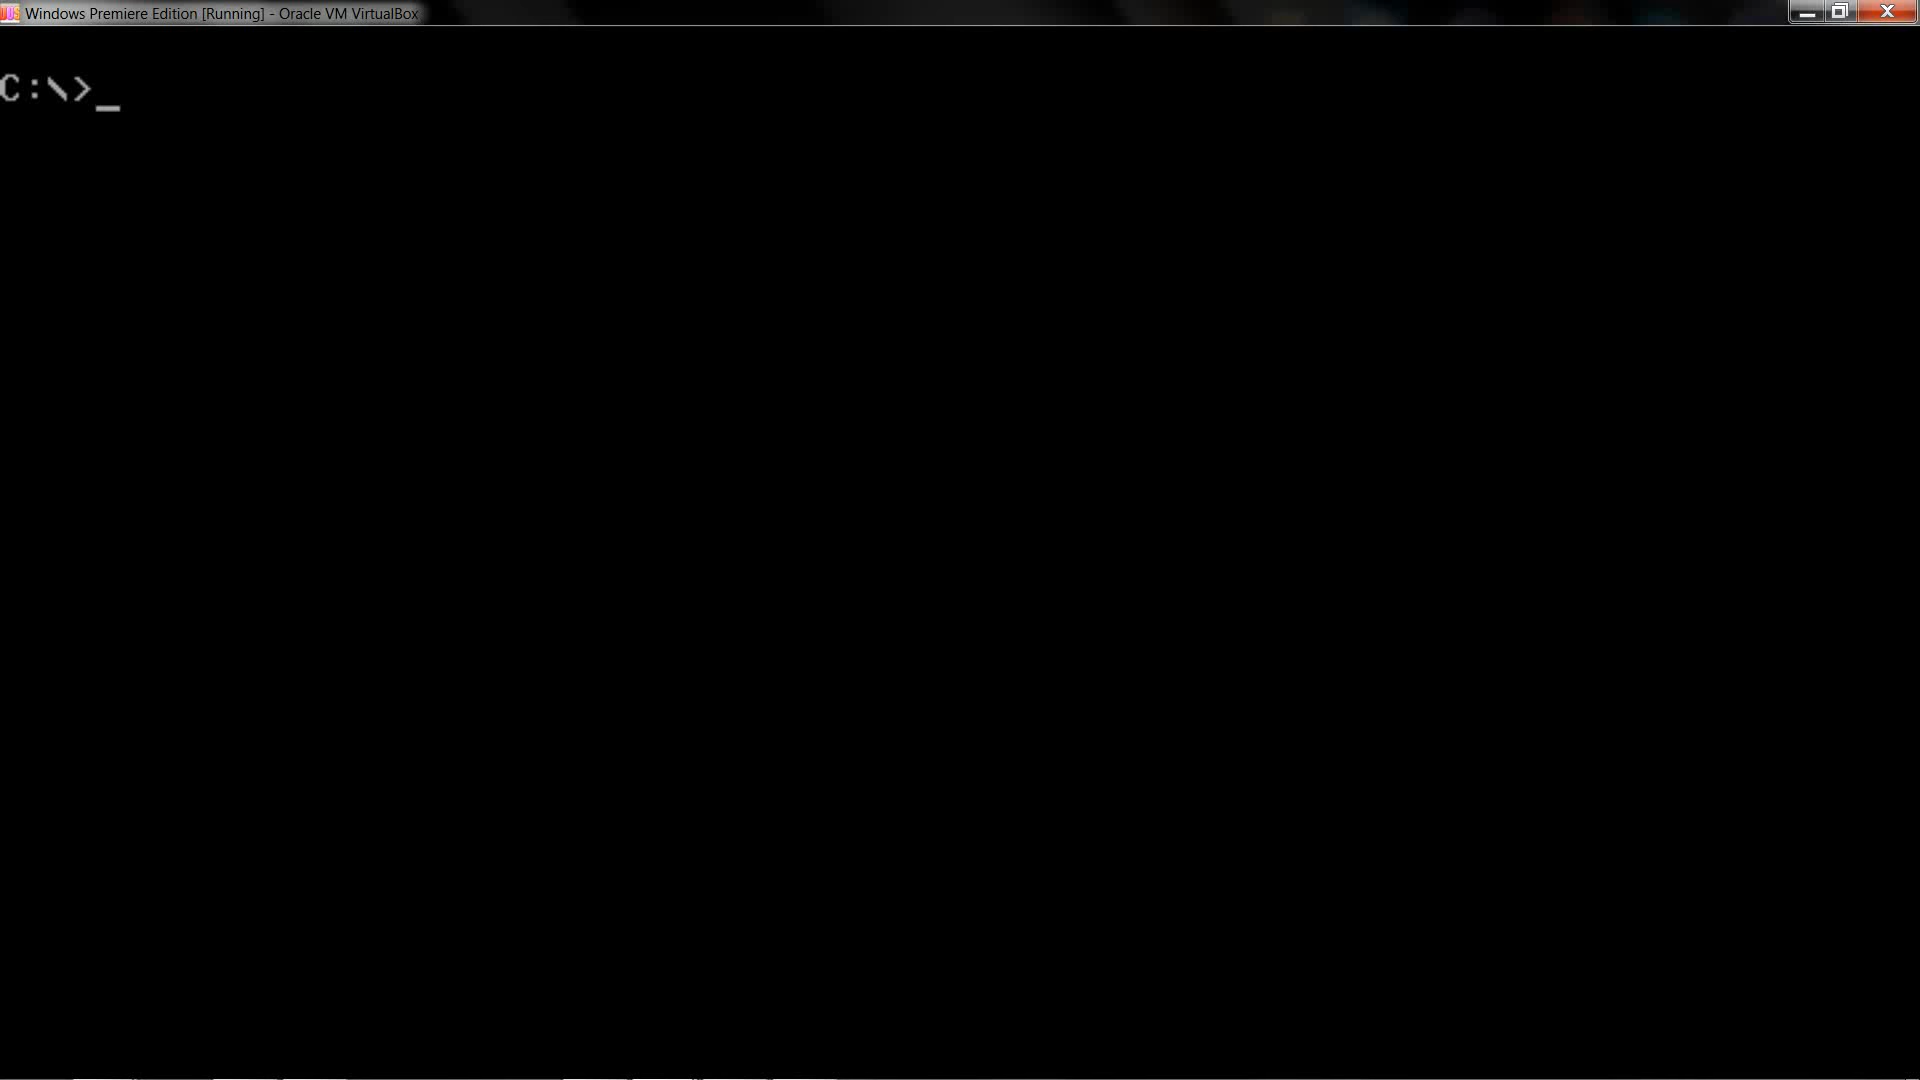 Windows Premiere Edition [Running] - Oracle VM VirtualBox
C:\>_